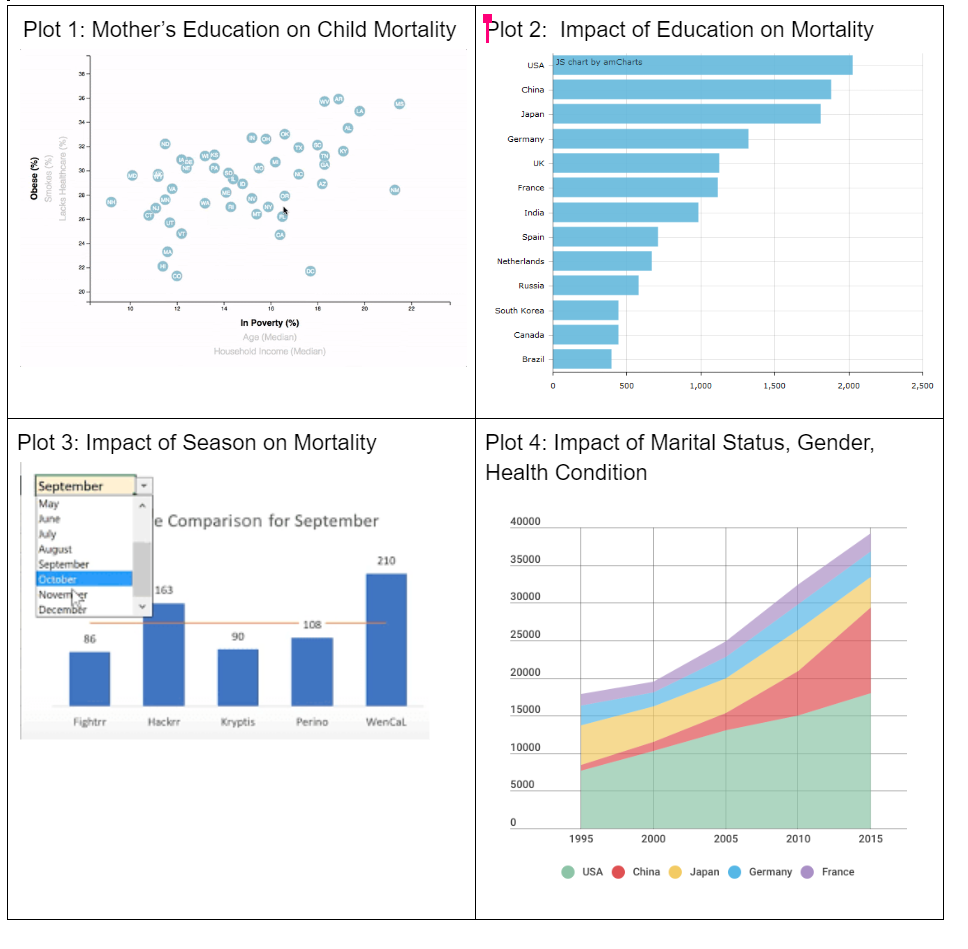 Plot 1: Mother's Education on Child Mortality
38
36
34
32
30
28
26
24
22
20
Obese (%)
Smokes (%)
Lacks Healthcare (%)
10 12 14 16 18 20 22
In Poverty (%)
Age (Median)
Household Income (Median)
Plot 2: Impact of Education on Mortality
JS chart by amCharts
USA
China
Japan
Germany
UK
France
India
Spain
Netherlands
Russia
South Korea
Canada
Brazil
0 500 1,000 1,500 2,000 2,500
Plot 3: Impact of Season on Mortality
September
May
June
July
August
September
October
November
December
e Comparison for September
86 163 90 108 210
Fightrr Hackrr Kryptis Perino WenCaL
Plot 4: Impact of Marital Status, Gender,
Health Condition
40000
35000
30000
25000
20000
15000
10000
5000
0
1995 2000 2005 2010 2015
USA China Japan Germany France